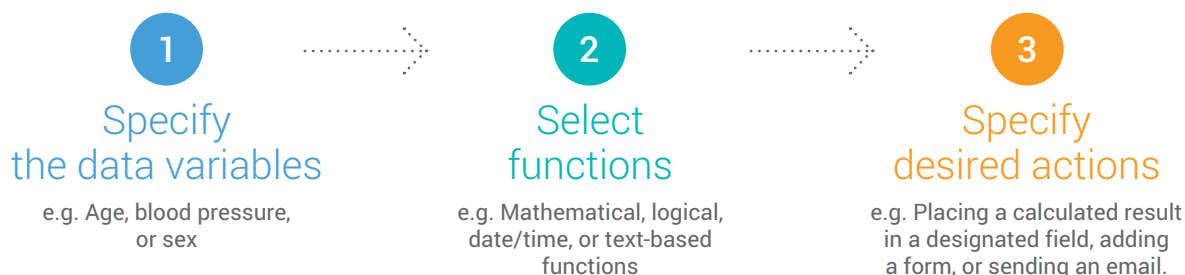 1
Specify
the data variables
e.g. Age, blood pressure,
or sex
2
Select
functions
e.g. Mathematical, logical,
date/time, or text-based
functions
3
Specify
desired actions
e.g. Placing a calculated result
in a designated field, adding
a form, or sending an email.